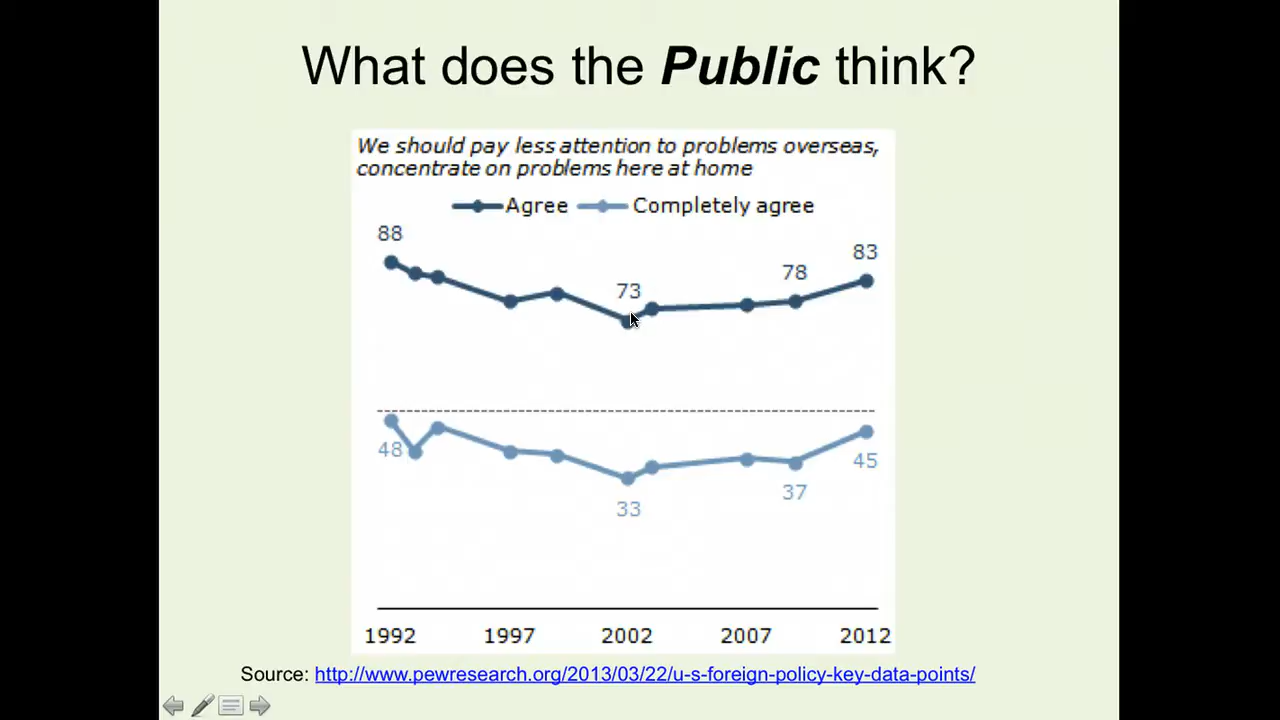 What does the Public think?
We should pay less attention to problems overseas,
concentrate on problems here at home
Agree Completely agree
88
83
78
73
48
45
37
33
1992 1997 2002 2007 2012
Source: http://www.pewresearch.org/2013/03/22/u-s-foreign-policy-key-data-points/